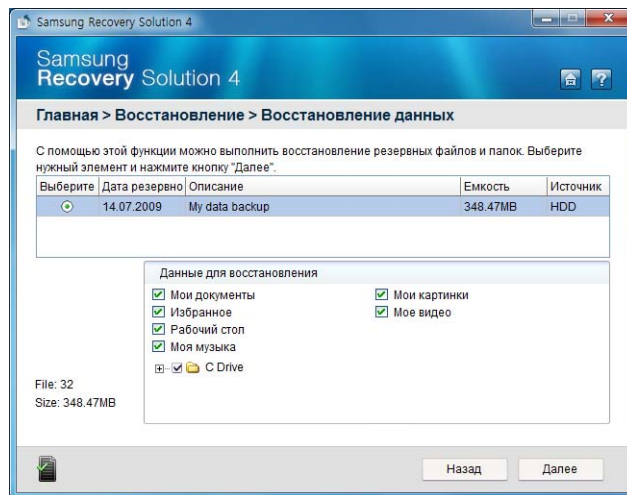 Samsung Recovery Solution 4
Samsung
Recovery Solution 4
Главная > Восстановление > Восстановление данных
С помощью этой функции можно выполнить восстановление резервных файлов и папок. Выберите
нужный элемент и нажмите кнопку "Далее".
Выберите Дата резервно Описание Емкость Источник
14.07.2009 My data backup 348.47MB HDD
Данные для восстановления
Мои документы Мои картинки
Избранное Мое видео
Рабочий стол
Моя музыка
C Drive
File: 32
Size: 348.47MB
Назад Далее